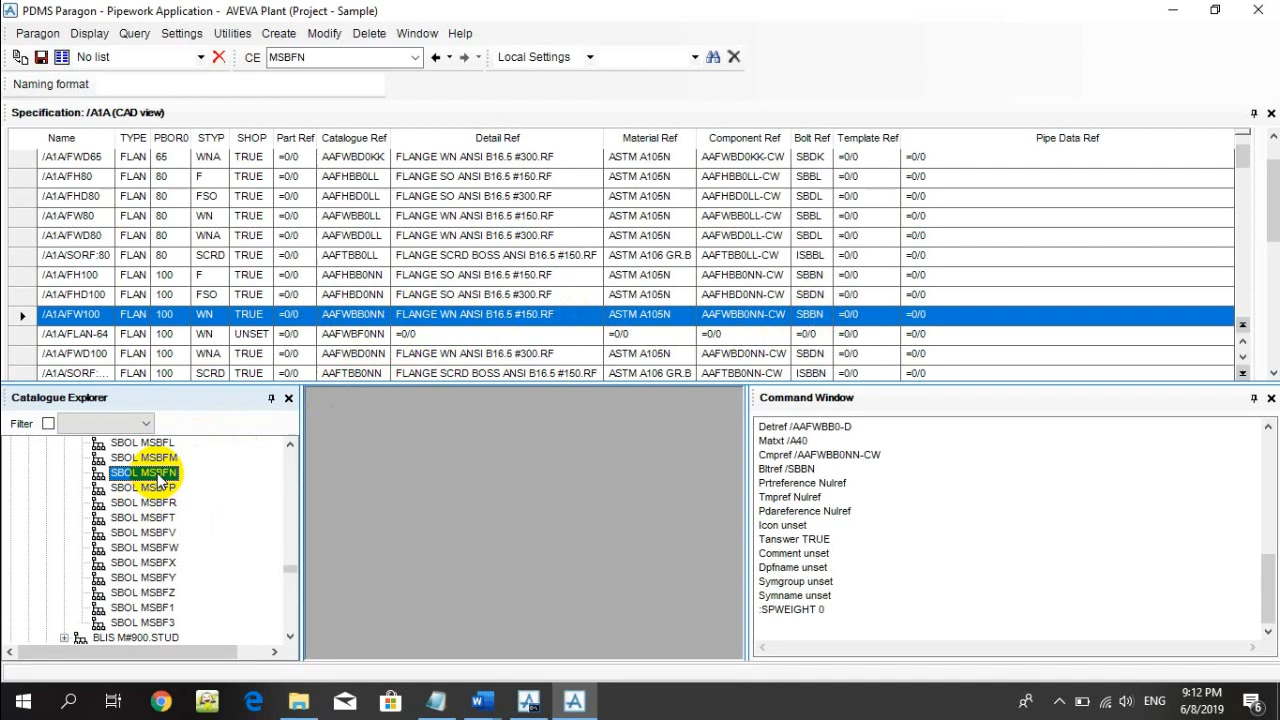 PDMS Paragon - Pipework Application - AVEVA Plant (Project - Sample)
Paragon Display Query Settings Utilities Create Modify Delete Window Help
No list CE MSBFN Local Settings
Naming format
Specification: /A1A (CAD view)
Name TYPE PBOR0 STYP SHOP Part Ref Catalogue Ref Detail Ref Material Ref Component Ref Bolt Ref Template Ref Pipe Data Ref
/A1A/FWD65 FLAN 65 WNA TRUE =0/0 AAFWBD0KK FLANGE WN ANSI B16.5 #300.RF ASTM A105N AAFWBD0KK-CW SBDK =0/0 =0/0
/A1A/FH80 FLAN 80 F TRUE =0/0 AAFHBB0LL FLANGE SO ANSI B16.5 #150.RF ASTM A105N AAFHBB0LL-CW SBBL =0/0 =0/0
/A1A/FHD80 FLAN 80 FSO TRUE =0/0 AAFHBD0LL FLANGE SO ANSI B16.5 #300.RF ASTM A105N AAFHBD0LL-CW SBDL =0/0 =0/0
/A1A/FW80 FLAN 80 WN TRUE =0/0 AAFWBB0LL FLANGE WN ANSI B16.5 #150.RF ASTM A105N AAFWBB0LL-CW SBBL =0/0 =0/0
/A1A/FWD80 FLAN 80 WNA TRUE =0/0 AAFWBD0LL FLANGE WN ANSI B16.5 #300.RF ASTM A105N AAFWBD0LL-CW SBDL =0/0 =0/0
/A1A/SORF:80 FLAN 80 SCRD TRUE =0/0 AAFTBB0LL FLANGE SCRD BOSS ANSI B16.5 #150.RF ASTM A106 GR.B AAFTBB0LL-CW ISBBL =0/0 =0/0
/A1A/FH100 FLAN 100 F TRUE =0/0 AAFHBB0NN FLANGE SO ANSI B16.5 #150.RF ASTM A105N AAFHBB0NN-CW SBBN =0/0 =0/0
/A1A/FHD100 FLAN 100 FSO TRUE =0/0 AAFHBD0NN FLANGE SO ANSI B16.5 #300.RF ASTM A105N AAFHBD0NN-CW SBDN =0/0 =0/0
/A1A/FW100 FLAN 100 WN TRUE =0/0 AAFWBB0NN FLANGE WN ANSI B16.5 #150.RF ASTM A105N AAFWBB0NN-CW SBBN =0/0 =0/0
/A1A/FLAN-64 FLAN 100 WN UNSET =0/0 AAFWBF0NN =0/0 =0/0 =0/0 =0/0 =0/0 =0/0
/A1A/FWD100 FLAN 100 WNA TRUE =0/0 AAFWBD0NN FLANGE WN ANSI B16.5 #300.RF ASTM A105N AAFWBD0NN-CW SBDN =0/0 =0/0
/A1A/SORF:... FLAN 100 SCRD TRUE =0/0 AAFTBB0NN FLANGE SCRD BOSS ANSI B16.5 #150.RF ASTM A106 GR.B AAFTBB0NN-CW ISBBN =0/0 =0/0
Catalogue Explorer
Filter
SBOL MSBFL
SBOL MSBFM
SBOL MSBFN
SBOL MSBFP
SBOL MSBFR
SBOL MSBFT
SBOL MSBFV
SBOL MSBFW
SBOL MSBFX
SBOL MSBFY
SBOL MSBFZ
SBOL MSBF1
SBOL MSBF3
BLIS M#900.STUD
Command Window
Detref /AAFWBB0-D
Matxt /A40
Cmpref /AAFWBB0NN-CW
Bltref /SBBN
Prtreference Nulref
Tmpref Nulref
Pdareference Nulref
Icon unset
Tanswer TRUE
Comment unset
Dpfname unset
Symgroup unset
Symname unset
:SPWEIGHT 0
ENG
9:12 PM
6/8/2019
6